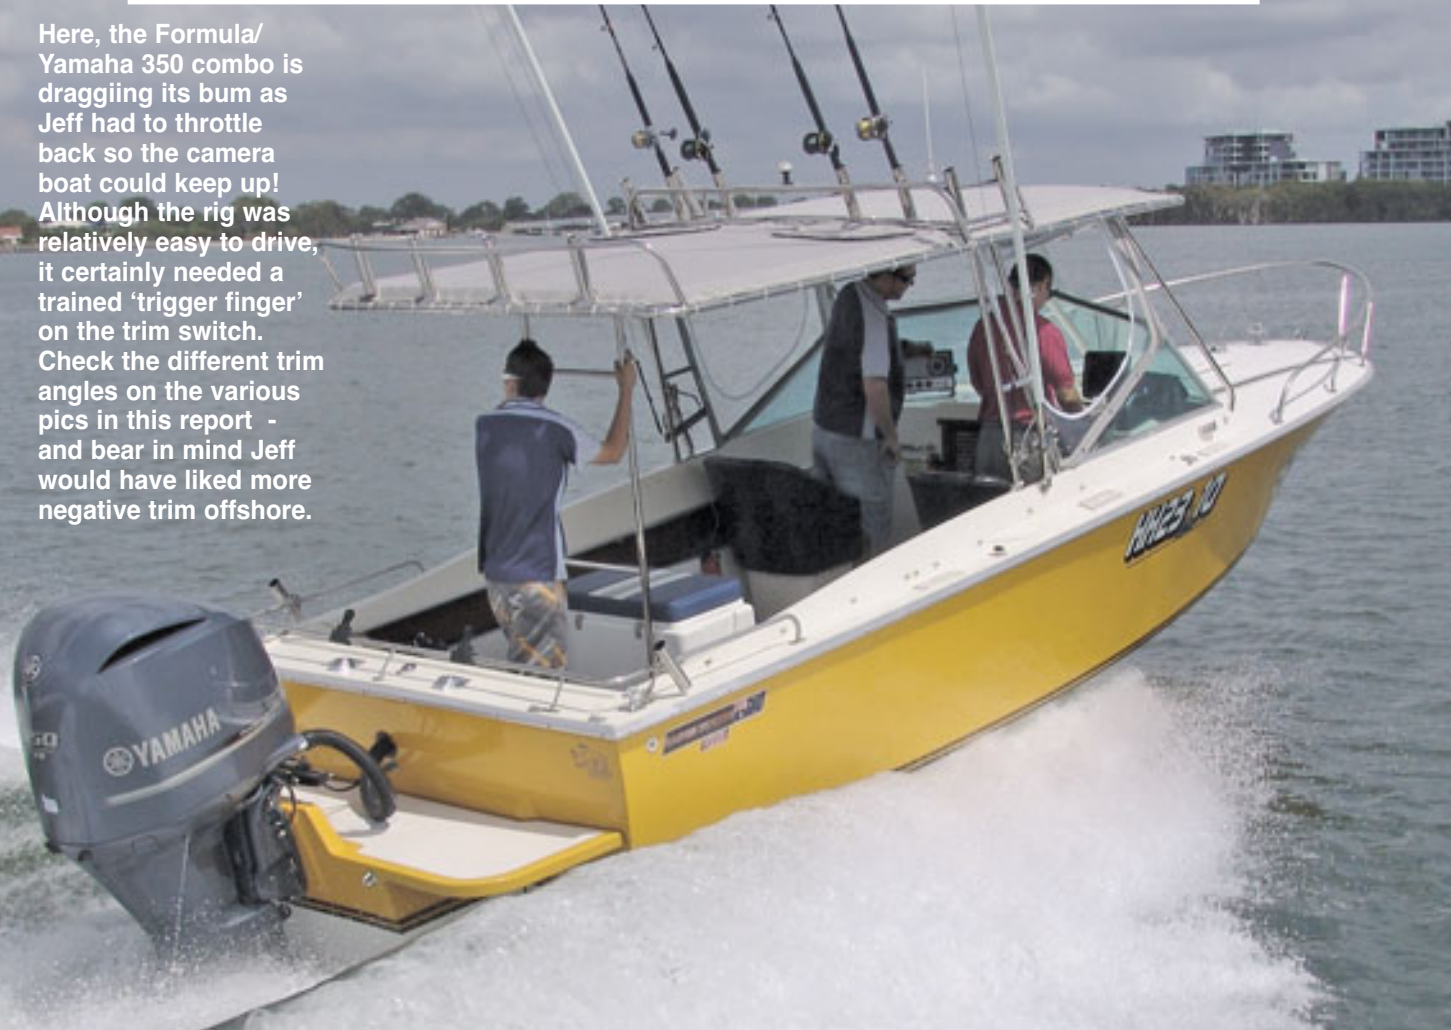 Here, the Formula/
Yamaha 350 combo is
draggiing its bum as
Jeff had to throttle
back so the camera
boat could keep up!
Although the rig was
relatively easy to drive,
it certainly needed a
trained ‘trigger finger’
on the trim switch.
Check the different trim
angles on the various
pics in this report -
and bear in mind Jeff
would have liked more
negative trim offshore.
YAMAHA